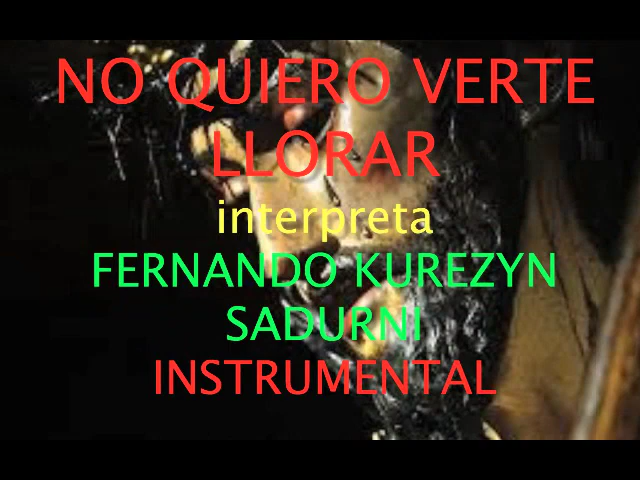 NO QUIERO VERTE
LLORAR
interpreta
FERNANDO KUREZYN
SADURNI
INSTRUMENTAL